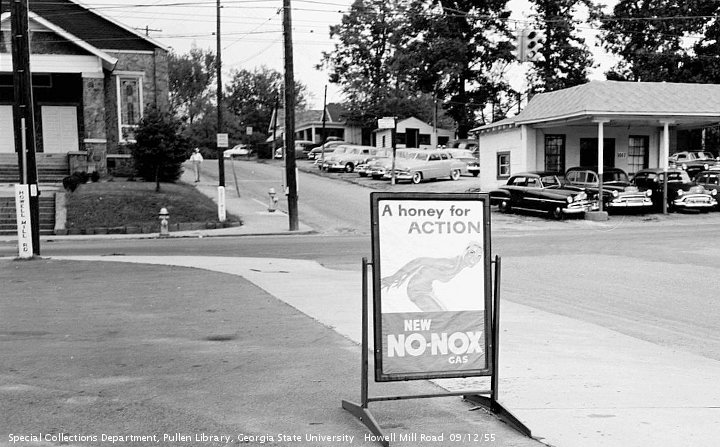 A honey for
ACTION
NEW
NO-NOX
GAS
HOWELL MILL RD
Special Collections Department, Pullen Library, Georgia State University Howell Mill Road 09/12/55